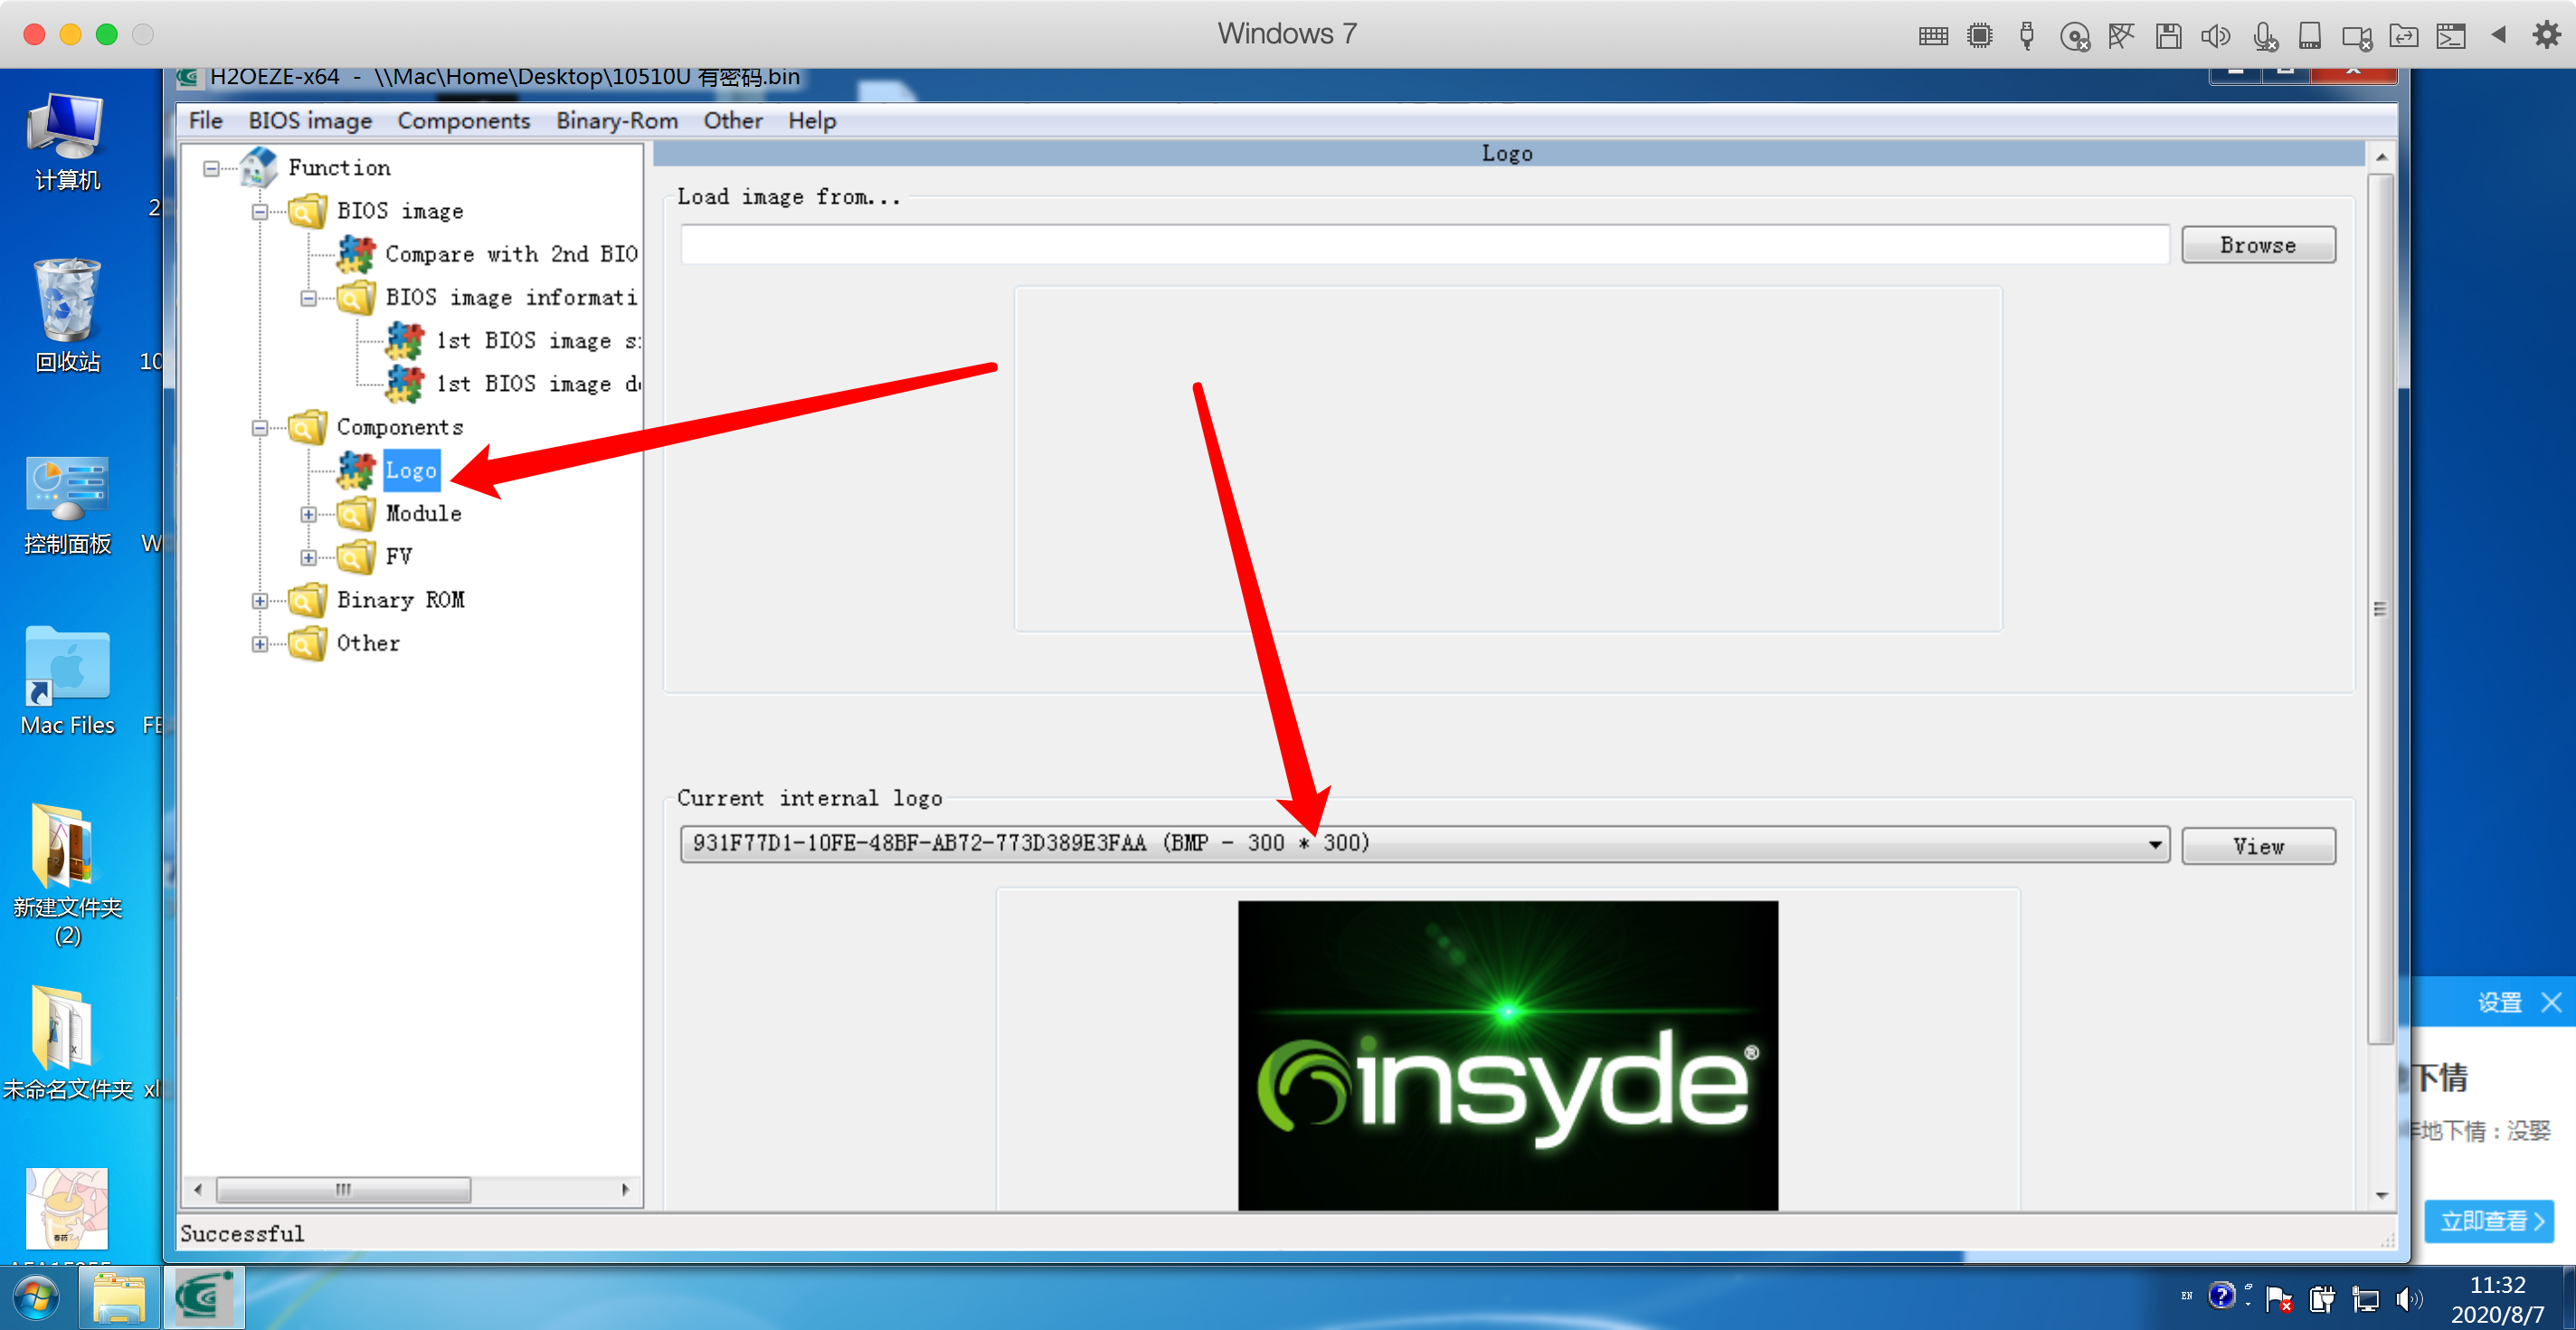 Windows 7
H2OEZE-x64 - \\Mac\Home\Desktop\10510U 有密码.bin
File BIOS image Components Binary-Rom Other Help
Function
BIOS image
Compare with 2nd BIO
BIOS image informati
1st BIOS image s
1st BIOS image d
Components
Logo
Module
FV
Binary ROM
Other
Logo
Load image from...
Browse
Current internal logo
931F77D1-10FE-48BF-AB72-773D389E3FAA (BMP - 300 * 300)
View
insyde®
Successful
计算机
2
回收站
10
控制面板
W
Mac Files
FE
新建文件夹
(2)
未命名文件夹
xl
设置
下情
地下情：没娶
立即查看
EN
11:32
2020/8/7